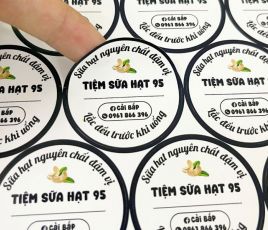 Sữa hạt nguyên chất đậm vị
TIỆM SỮA HẠT 95
CẢI BẮP
0961 866 396
Lắc đều trước khi uống